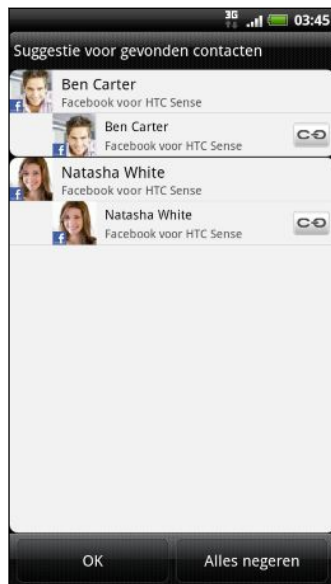 3G 03:45
Suggestie voor gevonden contacten
Ben Carter
Facebook voor HTC Sense
Ben Carter
Facebook voor HTC Sense
Natasha White
Facebook voor HTC Sense
Natasha White
Facebook voor HTC Sense
OK Alles negeren